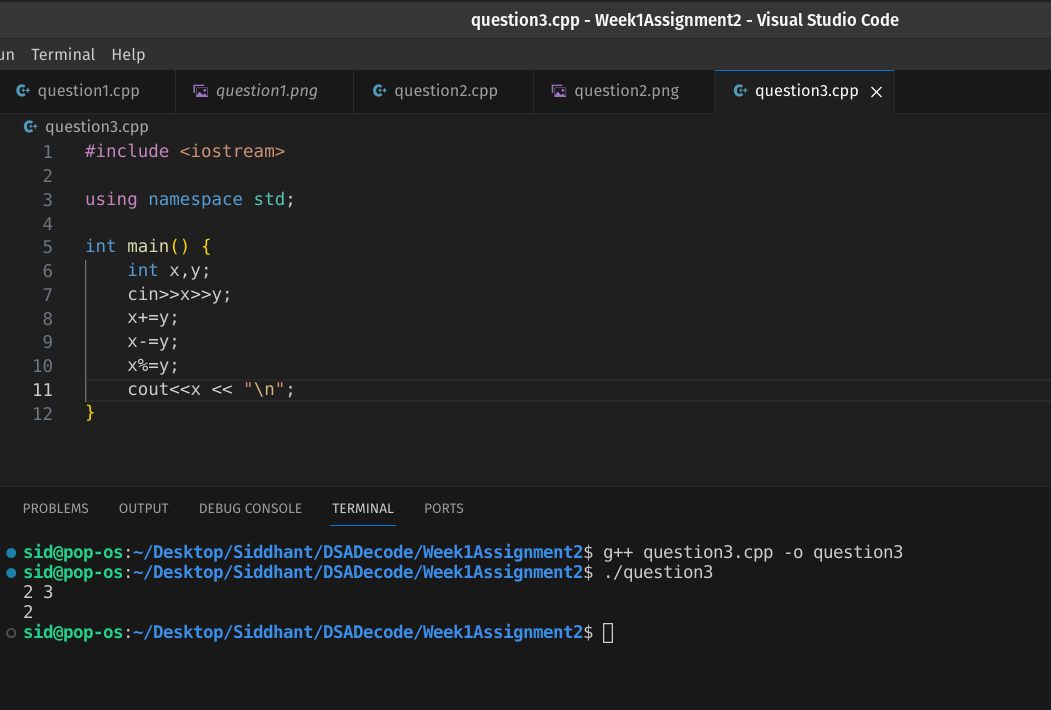 question3.cpp - Week1Assignment2 - Visual Studio Code
un Terminal Help
question1.cpp question1.png question2.cpp question2.png question3.cpp
question3.cpp
1 #include <iostream>
2
3 using namespace std;
4
5 int main() {
6 int x,y;
7 cin>>x>>y;
8 x+=y;
9 x-=y;
10 x%=y;
11 cout<<x << "\n";
12 }
PROBLEMS OUTPUT DEBUG CONSOLE TERMINAL PORTS
sid@pop-os:~/Desktop/Siddhant/DSADecode/Week1Assignment2$ g++ question3.cpp -o question3
sid@pop-os:~/Desktop/Siddhant/DSADecode/Week1Assignment2$ ./question3
2 3
2
sid@pop-os:~/Desktop/Siddhant/DSADecode/Week1Assignment2$